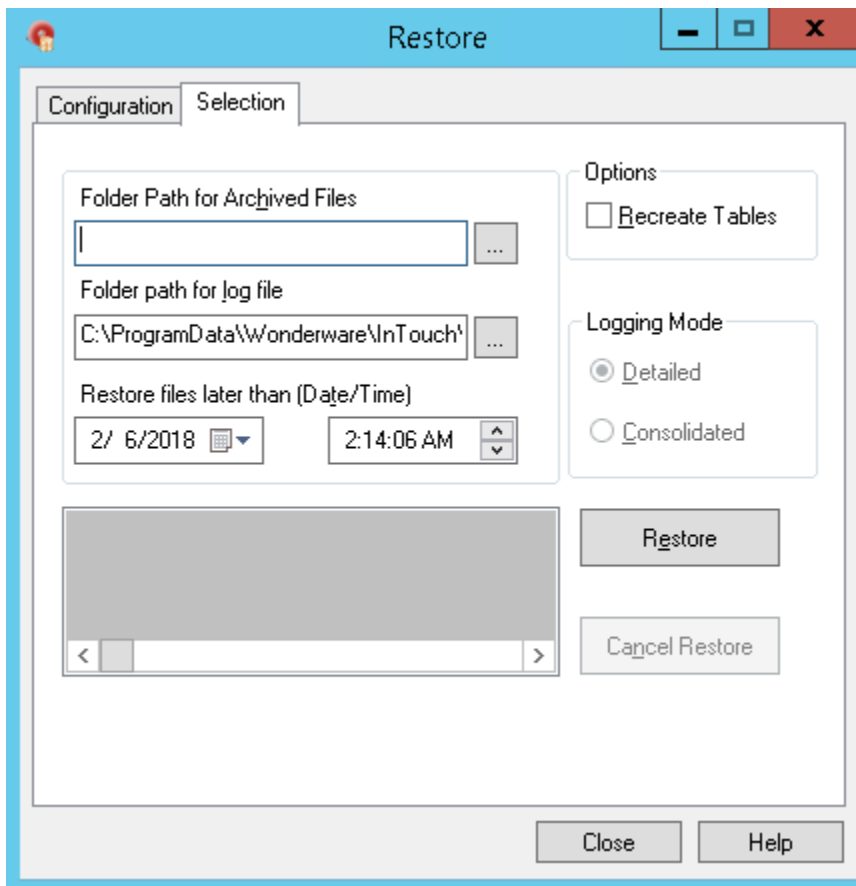 Restore
Configuration
Selection
Folder Path for Archived Files
...
Folder path for log file
C:\ProgramData\Wonderware\InTouch\
...
Restore files later than (Date/Time)
2/ 6/2018
2:14:06 AM
Options
Recreate Tables
Logging Mode
Detailed
Consolidated
Restore
Cancel Restore
Close
Help